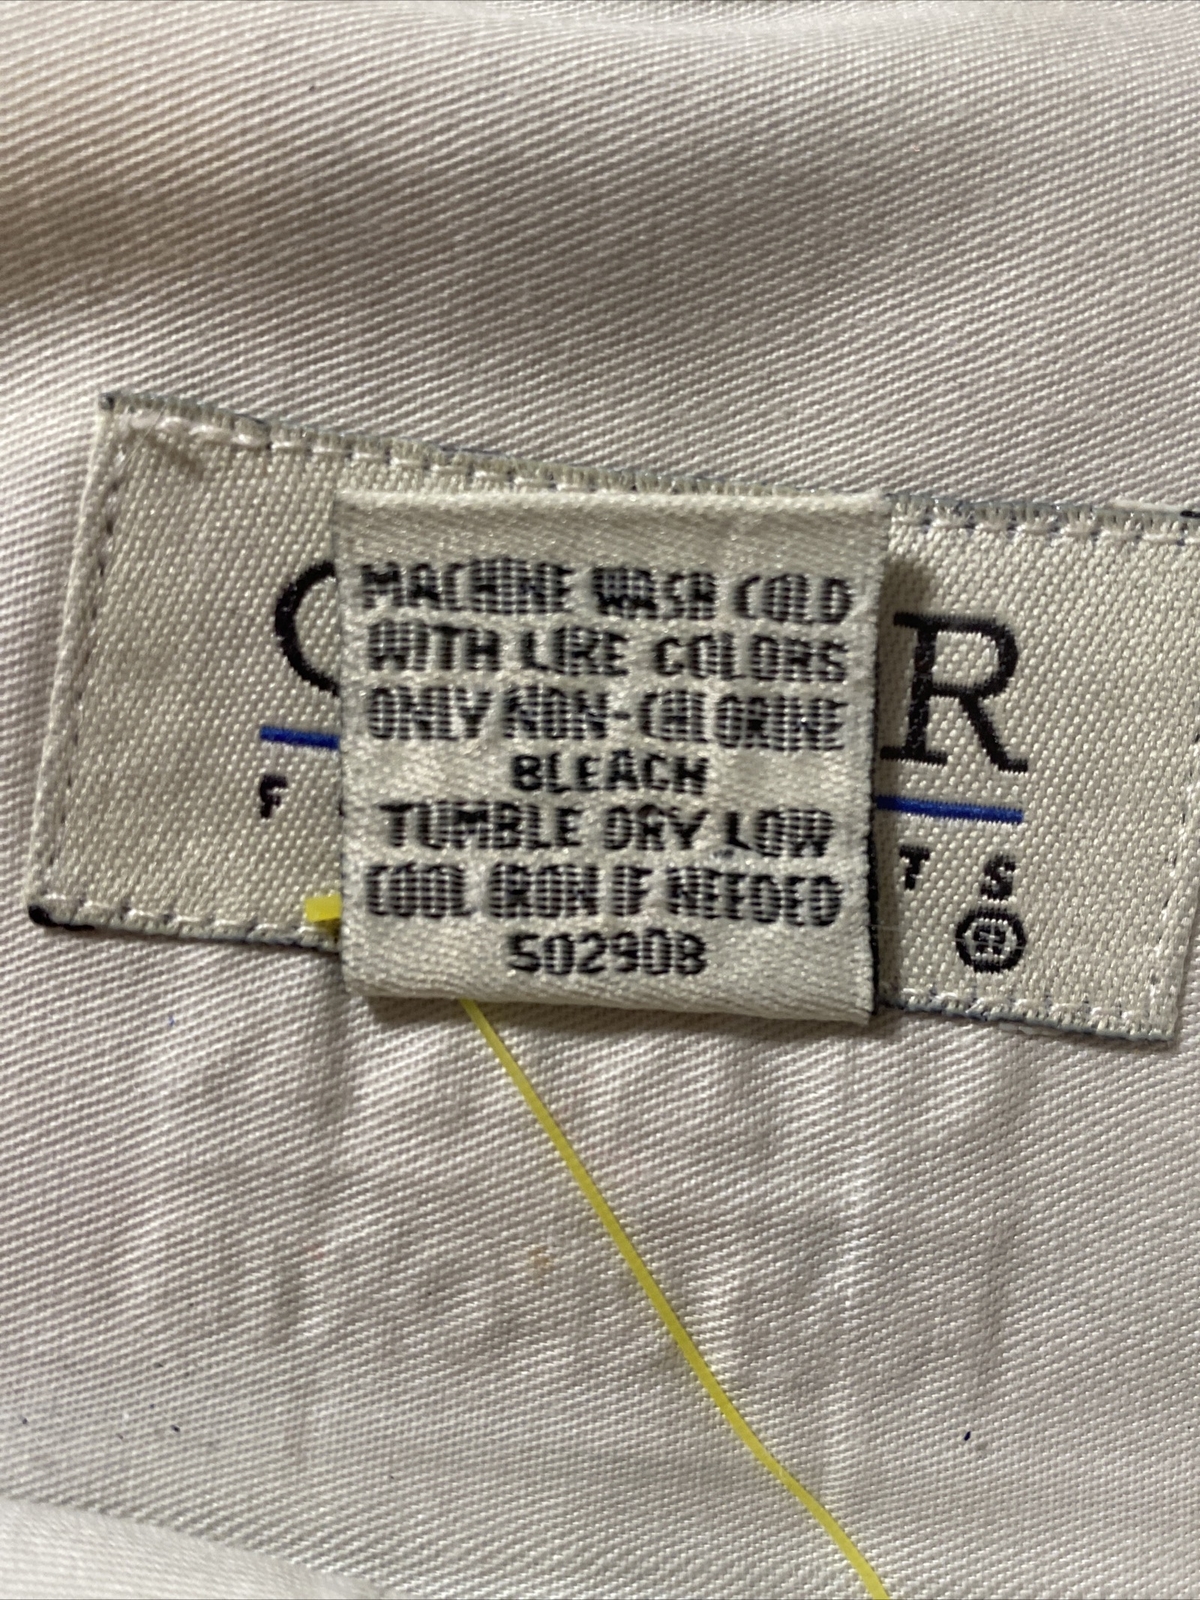 MACHINE WASH COLD
WITH LIKE COLORS
ONLY NON-CHLORINE
BLEACH
TUMBLE DRY LOW
COOL IRON IF NEEDED
502908
C R
F T S
®